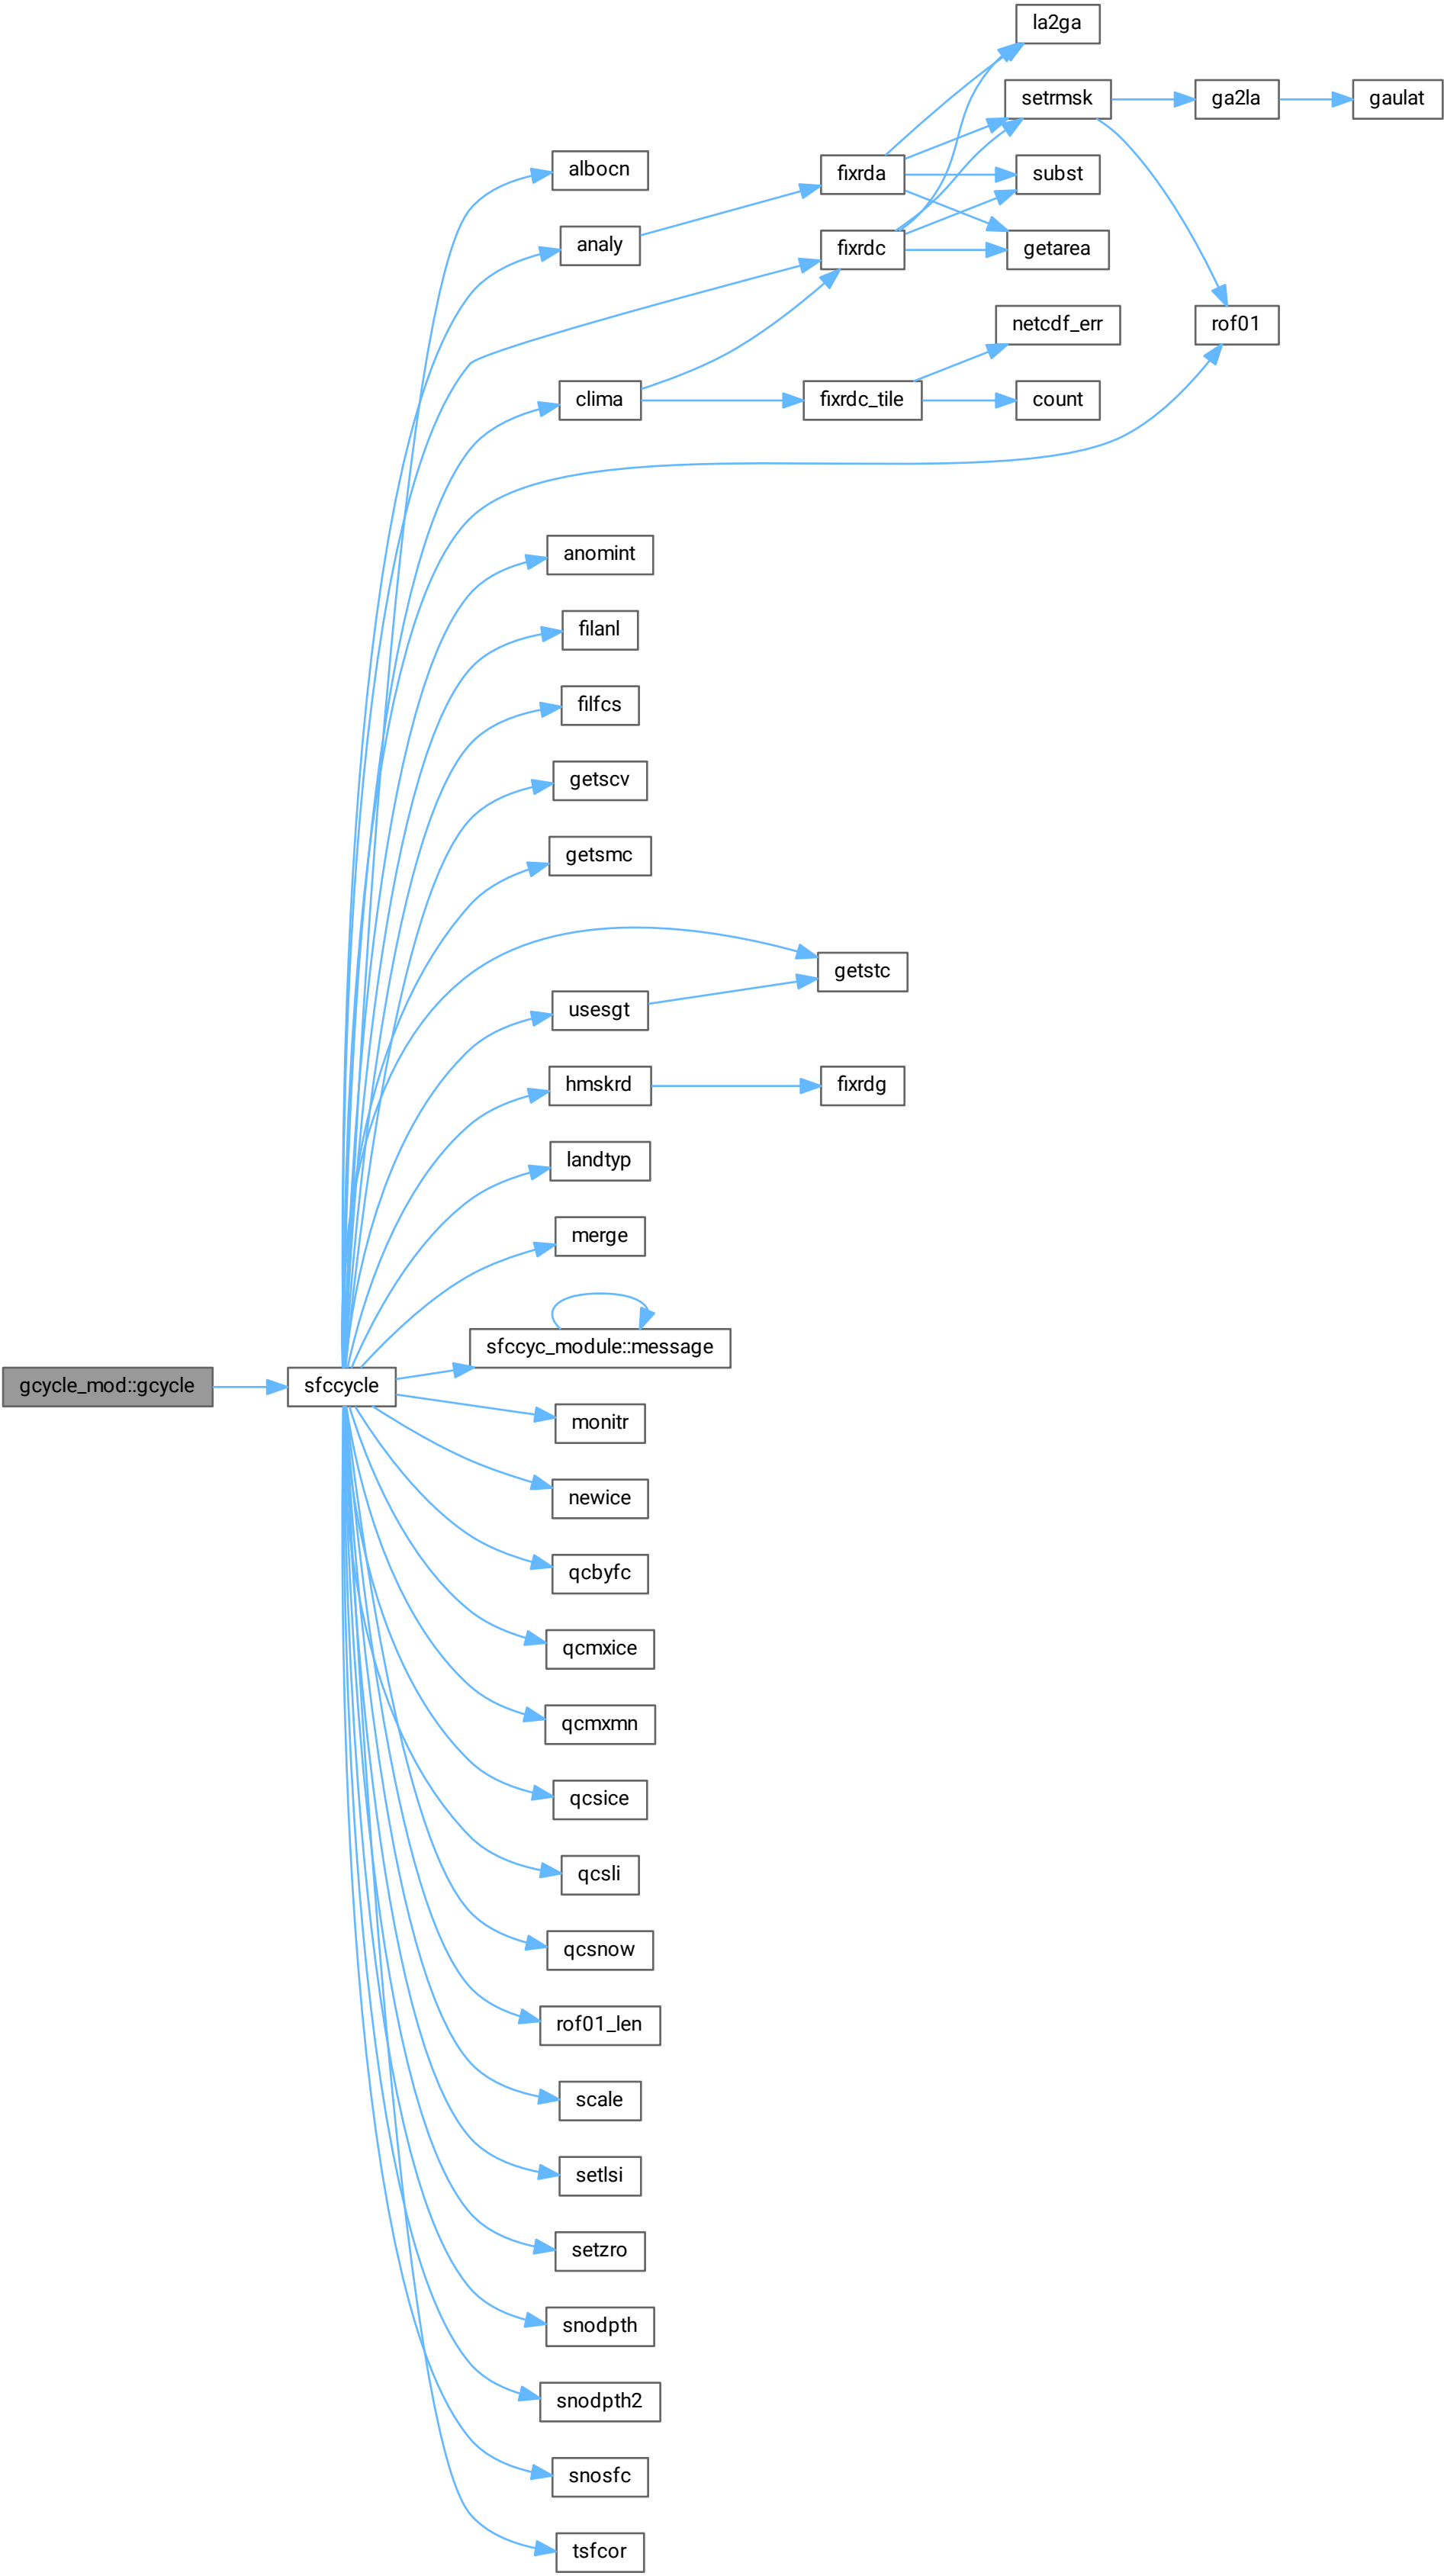 la2ga
setrmsk
ga2la
gaulat
albocn
fixrda
subst
analy
fixrdc
getarea
netcdf_err
rof01
clima
fixrdc_tile
count
anomint
filanl
filfcs
getscv
getsmc
getstc
usesgt
hmskrd
fixrdg
landtyp
merge
sfccyc_module::message
gcycle_mod::gcycle
sfccycle
monitr
newice
qcbyfc
qcmxice
qcmxmn
qcsice
qcsli
qcsnow
rof01_len
scale
setlsi
setzro
snodpth
snodpth2
snosfc
tsfcor